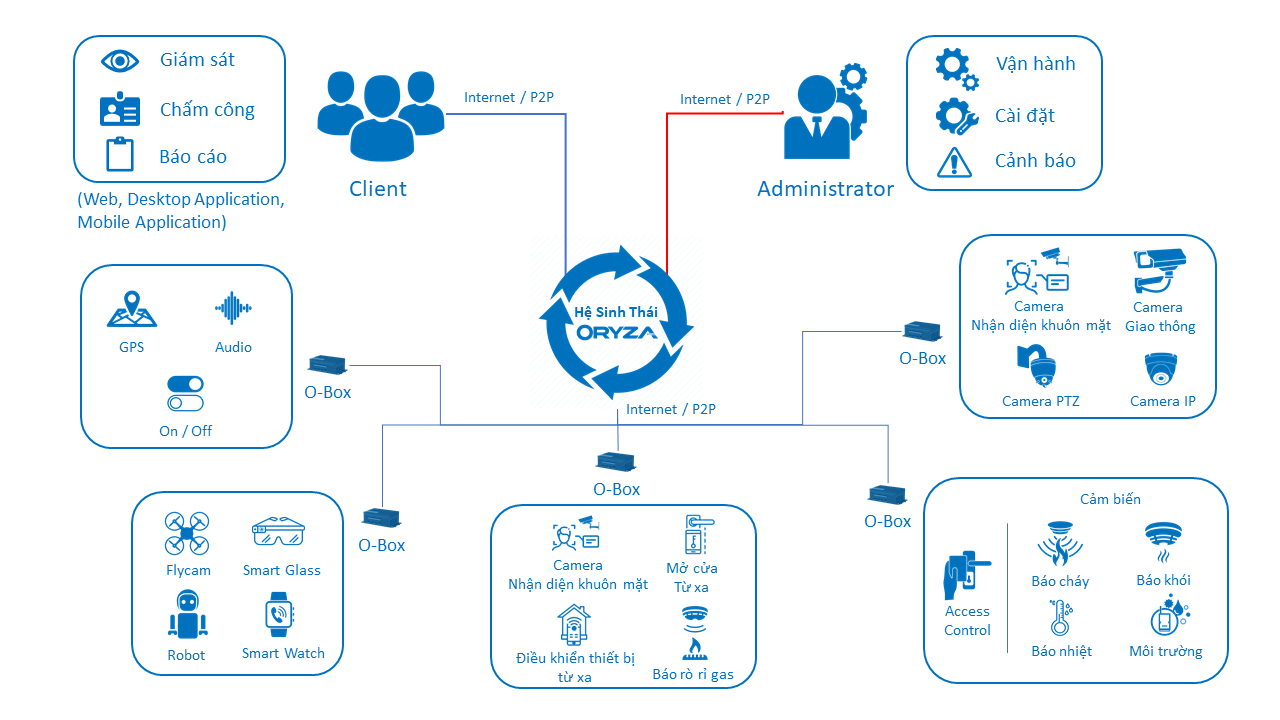 Giám sát
Chấm công
Báo cáo
(Web, Desktop Application,
Mobile Application)
Client
Internet / P2P
Internet / P2P
Administrator
Vận hành
Cài đặt
Cảnh báo
Hệ Sinh Thái
ORYZA
Internet / P2P
GPS
Audio
On / Off
O-Box
O-Box
Camera
Nhận diện khuôn mặt
Camera
Giao thông
Camera PTZ
Camera IP
Flycam
Smart Glass
Robot
Smart Watch
O-Box
O-Box
Camera
Nhận diện khuôn mặt
Mở cửa
Từ xa
Điều khiển thiết bị
từ xa
Báo rò rỉ gas
O-Box
Cảm biến
Access
Control
Báo cháy
Báo khói
Báo nhiệt
Môi trường